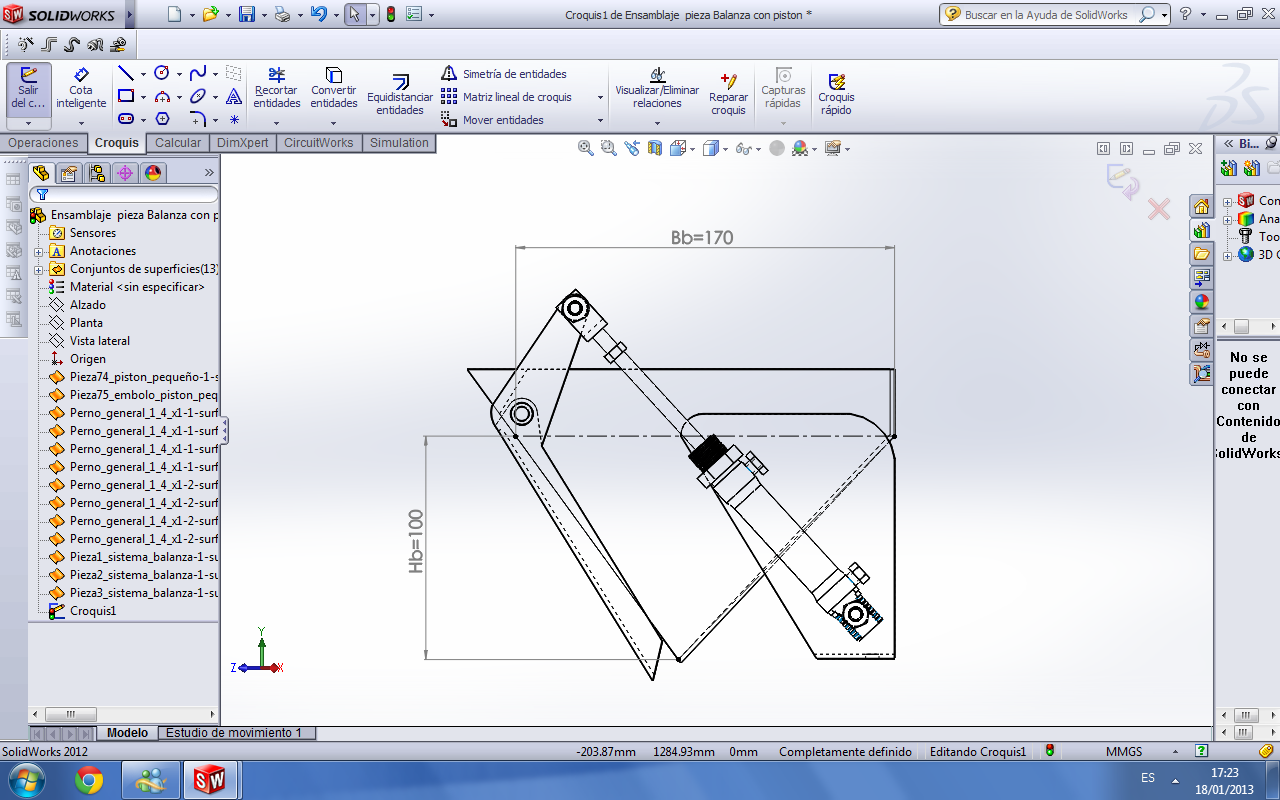 SOLIDWORKS
Croquis1 de Ensamblaje pieza Balanza con piston *
Buscar en la Ayuda de SolidWorks
Salir
del c...
Cota
inteligente
Recortar
entidades
Convertir
entidades
Equidistanciar
entidades
Simetría de entidades
Matriz lineal de croquis
Mover entidades
Visualizar/Eliminar
relaciones
Reparar
croquis
Capturas
rápidas
Croquis
rápido
Operaciones
Croquis
Calcular
DimXpert
CircuitWorks
Simulation
Bi...
Ensamblaje pieza Balanza con p
Sensores
Anotaciones
Conjuntos de superficies(13)
Material <sin especificar>
Alzado
Planta
Vista lateral
Origen
Pieza74_piston_pequeño-1-s
Pieza75_embolo_piston_peq
Perno_general_1_4_x1-1-surf
Perno_general_1_4_x1-1-surf
Perno_general_1_4_x1-1-surf
Perno_general_1_4_x1-1-surf
Perno_general_1_4_x1-2-surf
Perno_general_1_4_x1-2-surf
Perno_general_1_4_x1-2-surf
Perno_general_1_4_x1-2-surf
Pieza1_sistema_balanza-1-su
Pieza2_sistema_balanza-1-su
Pieza3_sistema_balanza-1-su
Croquis1
Bb=170
Hb=100
Y
Z
X
Con
Ana
Too
3D C
No se
puede
conectar
con
Contenido
de
SolidWorks
Modelo
Estudio de movimiento 1
SolidWorks 2012
-203.87mm
1284.93mm
0mm
Completamente definido
Editando Croquis1
MMGS
ES
17:23
18/01/2013